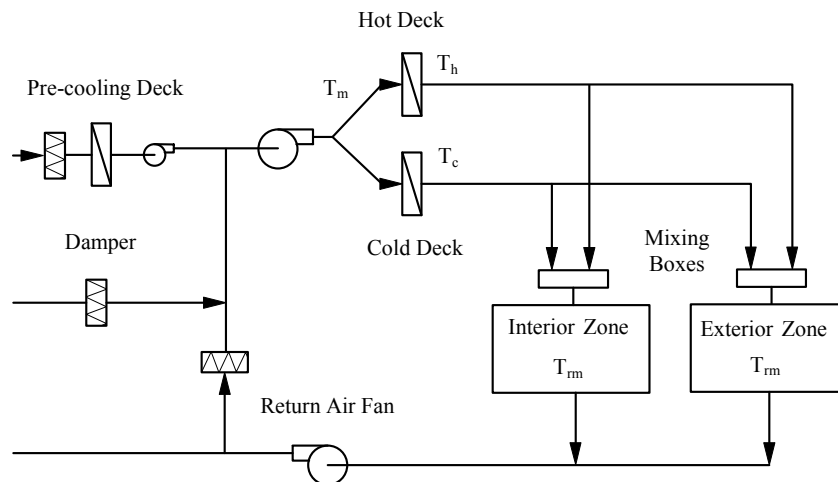 Hot Deck
T_h
Pre-cooling Deck
T_m
T_c
Damper
Cold Deck
Mixing
Boxes
Interior Zone
T_rm
Exterior Zone
T_rm
Return Air Fan